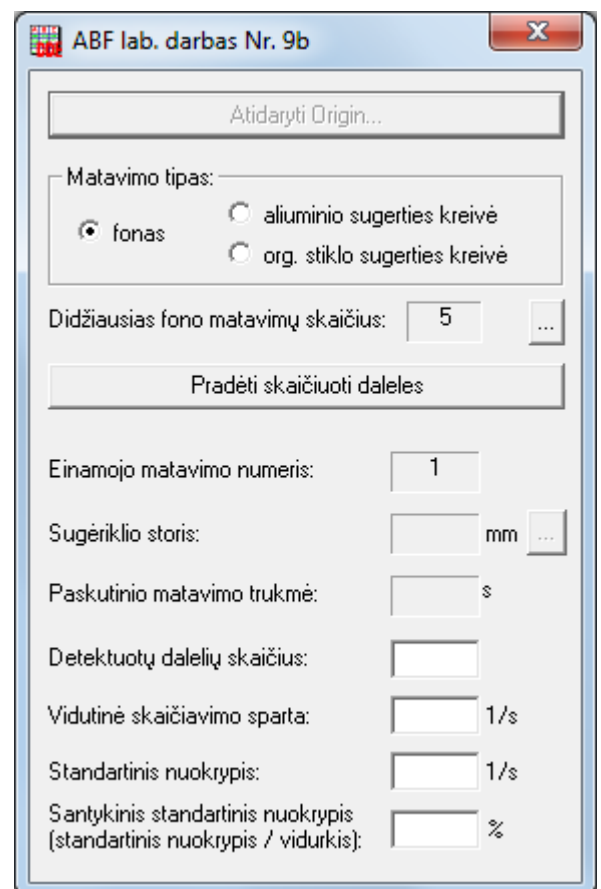 ABF lab. darbas Nr. 9b
Atidaryti Origin...
Matavimo tipas:
fonas
aliuminio sugerties kreivė
org. stiklo sugerties kreivė
Didžiausias fono matavimų skaičius: 5 ...
Pradėti skaičiuoti daleles
Einamojo matavimo numeris: 1
Sugėriklio storis: mm ...
Paskutinio matavimo trukmė: s
Detektuotų dalelių skaičius:
Vidutinė skaičiavimo sparta: 1/s
Standartinis nuokrypis: 1/s
Santykinis standartinis nuokrypis
(standartinis nuokrypis / vidurkis): %